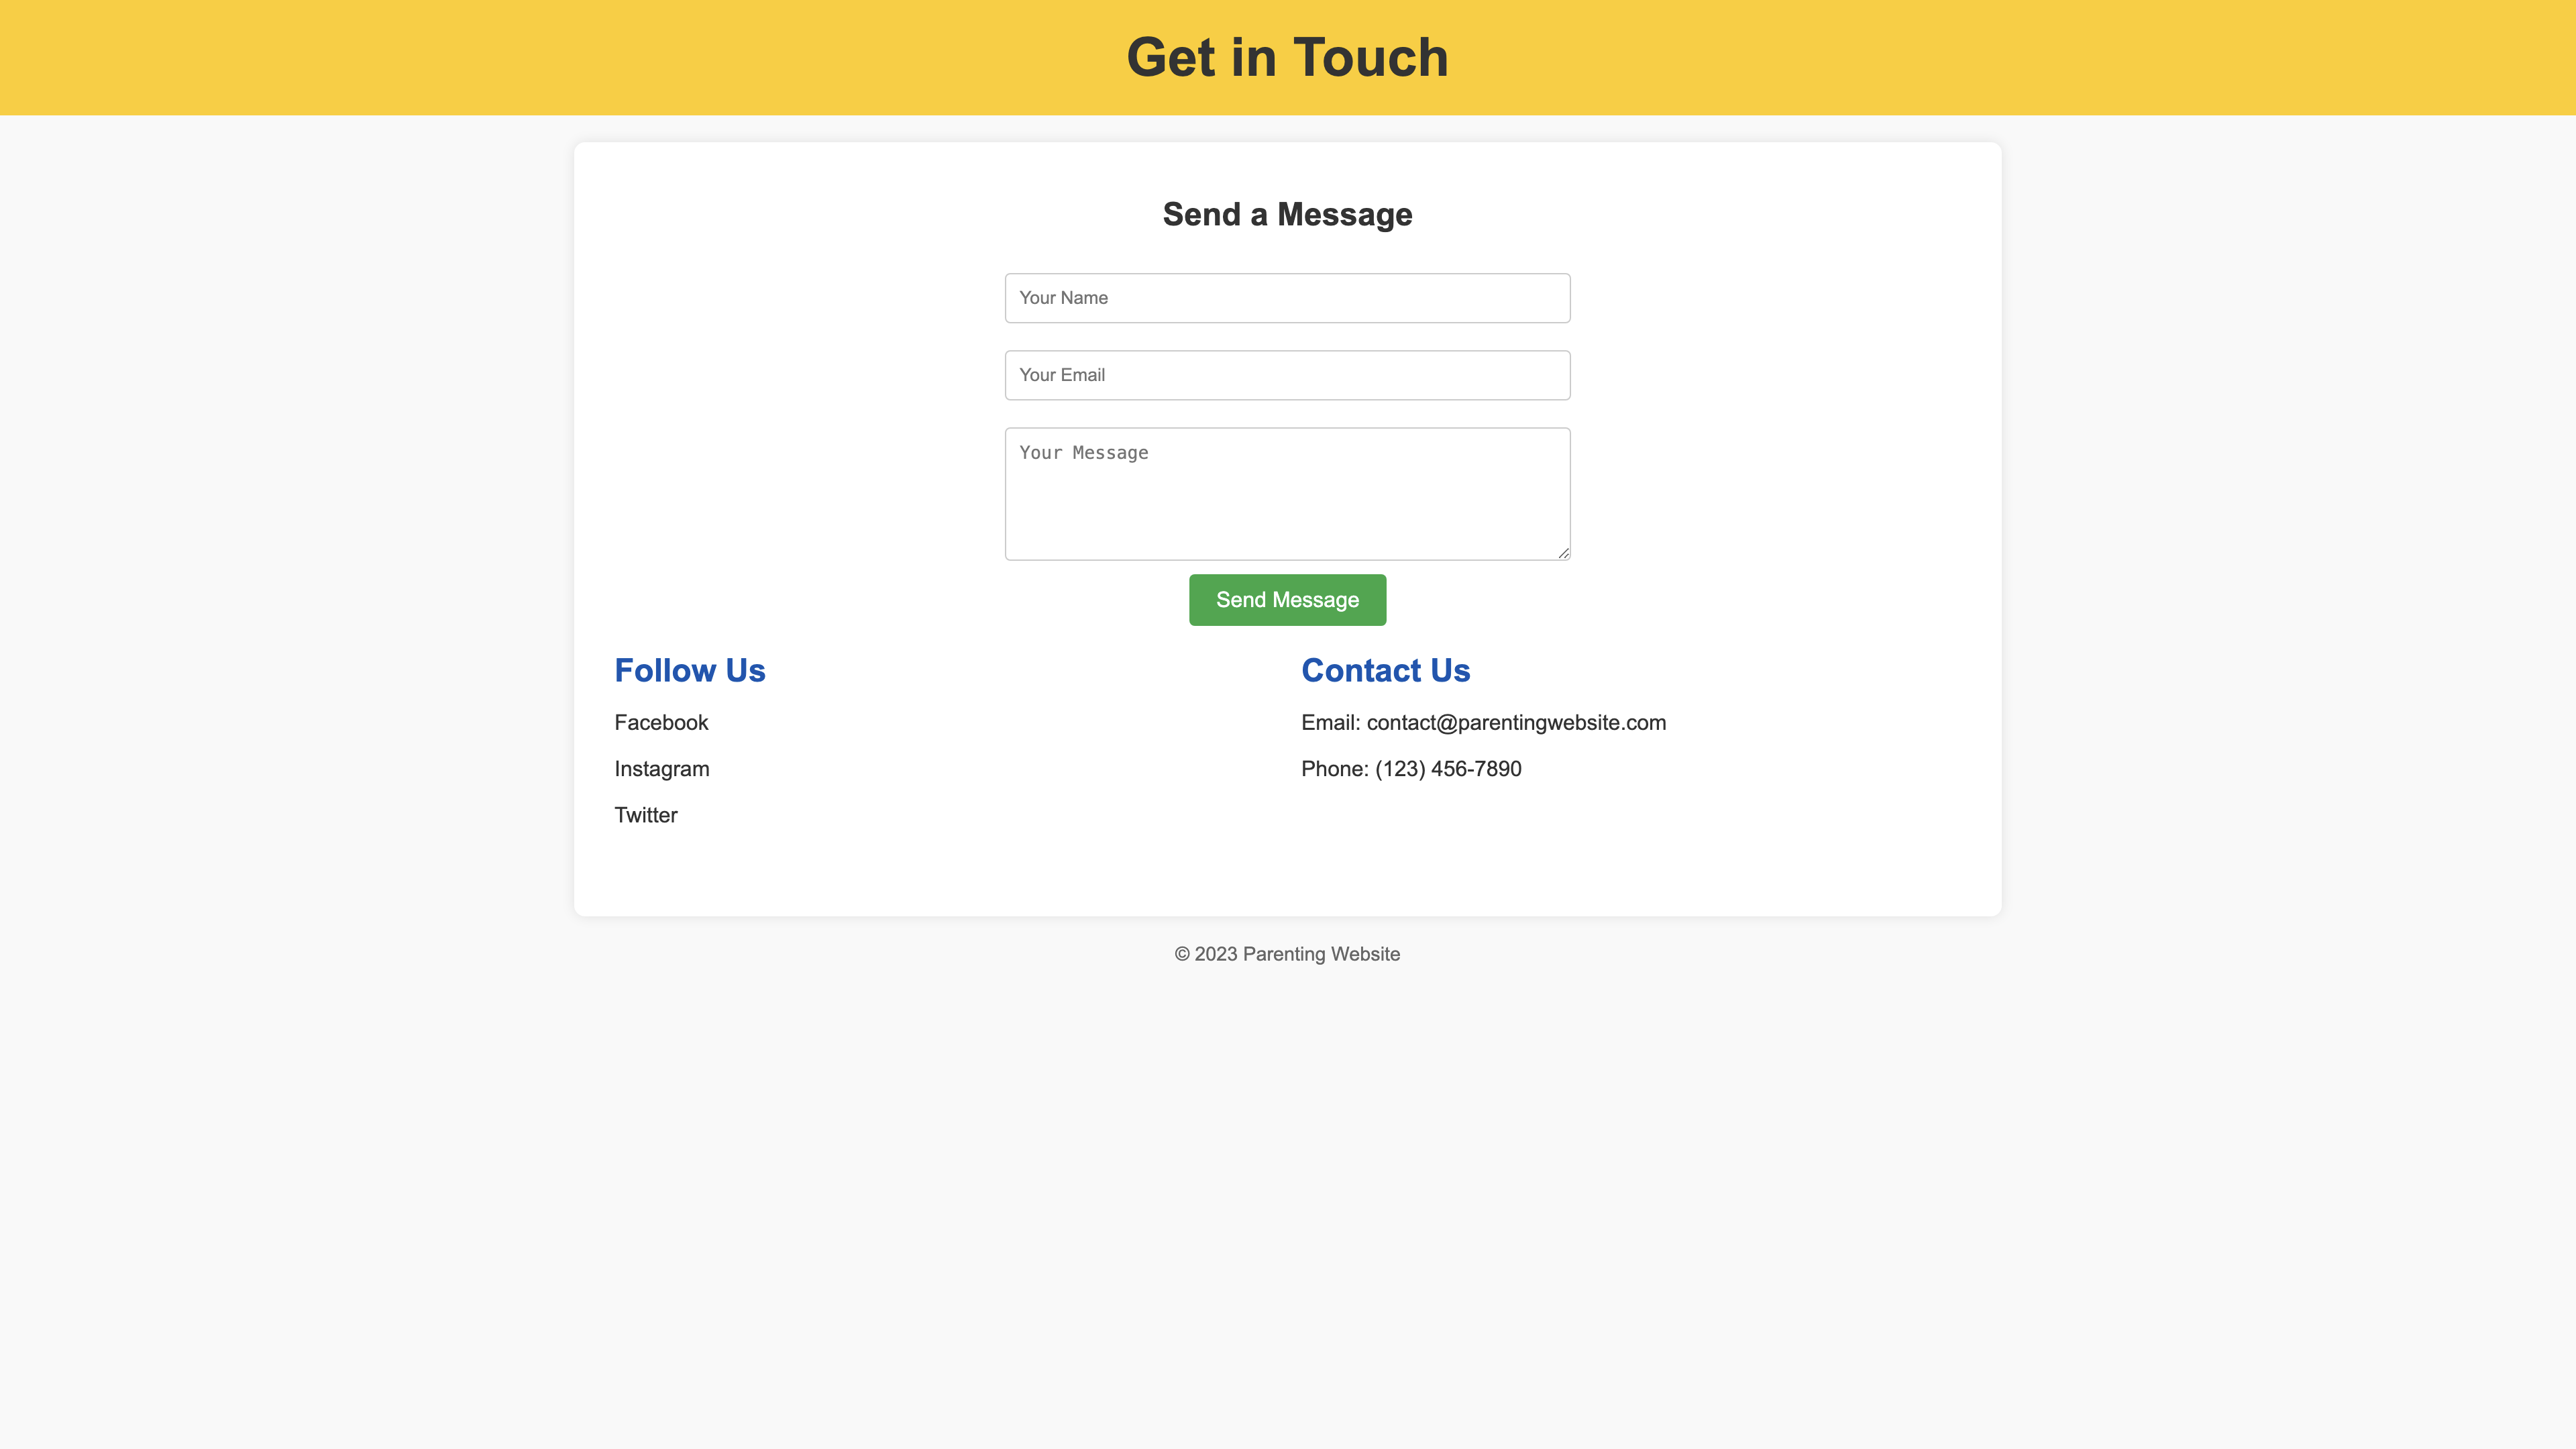 Get in Touch
Send a Message
Your Name
Your Email
Your Message
Send Message
Follow Us
Facebook
Instagram
Twitter
Contact Us
Email: contact@parentingwebsite.com
Phone: (123) 456-7890
© 2023 Parenting Website